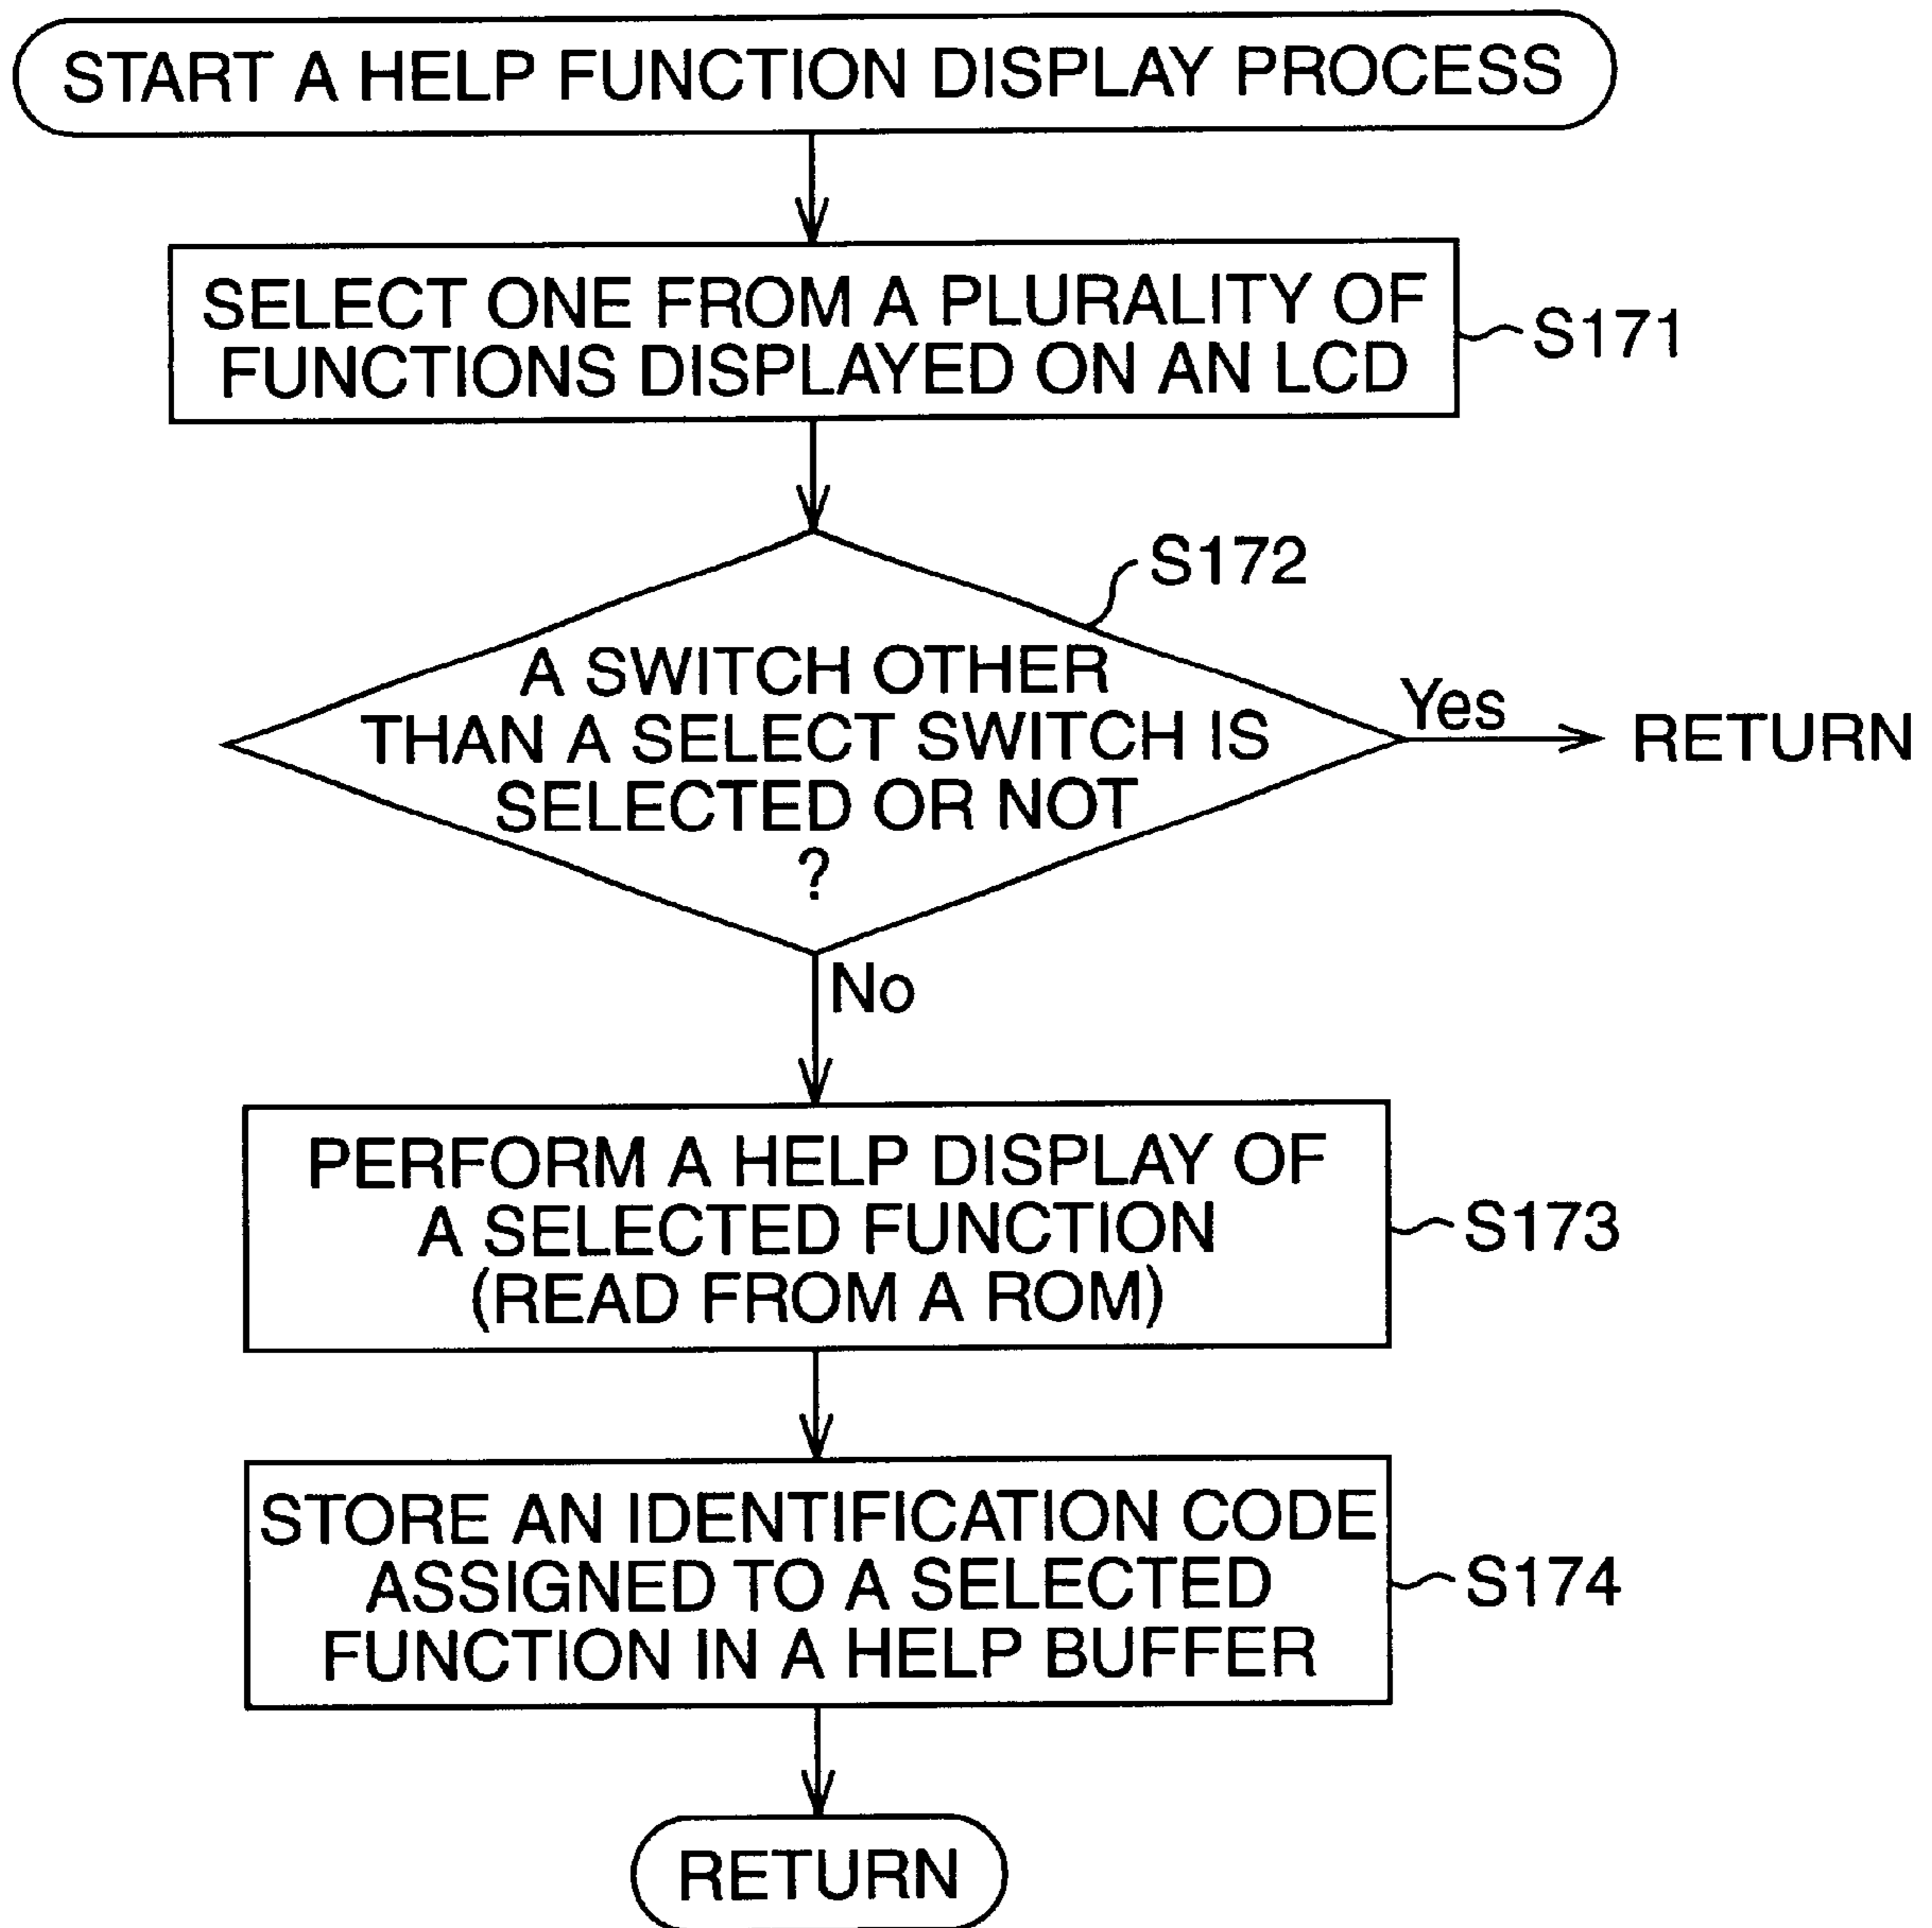 START A HELP FUNCTION DISPLAY PROCESS
SELECT ONE FROM A PLURALITY OF
FUNCTIONS DISPLAYED ON AN LCD
S171
S172
A SWITCH OTHER
THAN A SELECT SWITCH IS
SELECTED OR NOT
?
Yes
RETURN
No
PERFORM A HELP DISPLAY OF
A SELECTED FUNCTION
(READ FROM A ROM)
S173
STORE AN IDENTIFICATION CODE
ASSIGNED TO A SELECTED
FUNCTION IN A HELP BUFFER
S174
RETURN